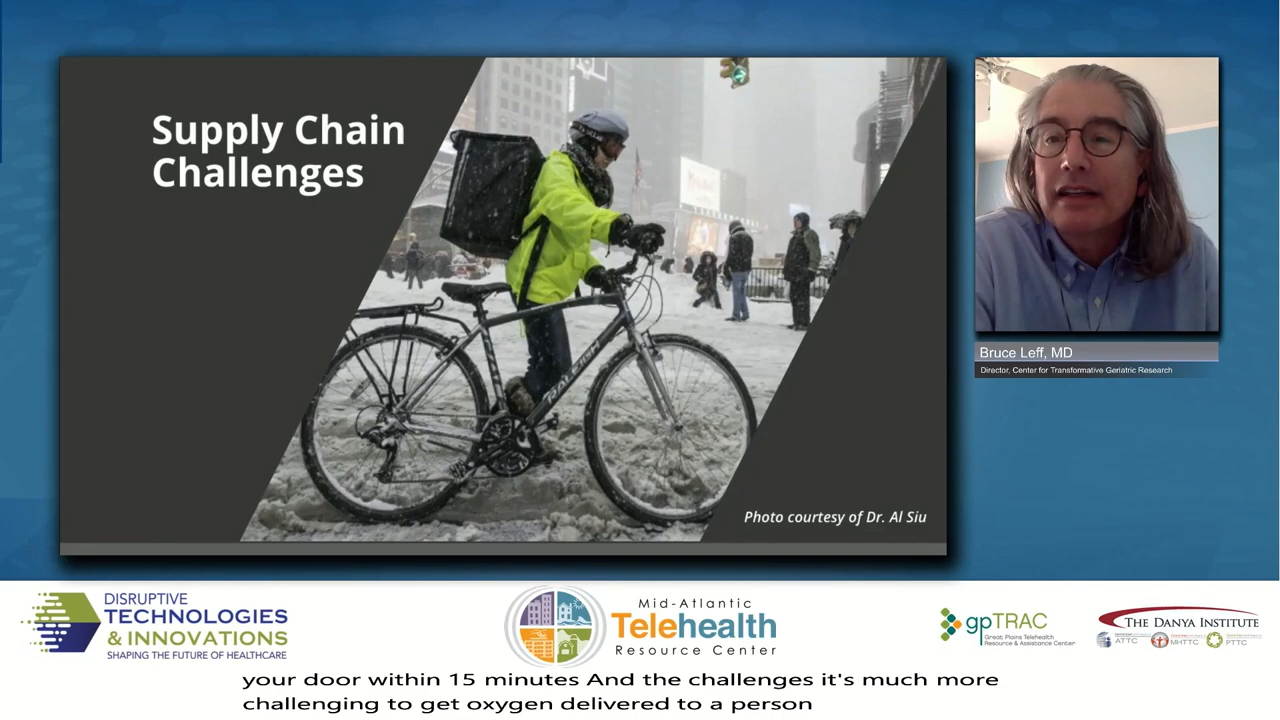 Supply Chain
Challenges
RALEIGH
Photo courtesy of Dr. Al Siu
Bruce Leff, MD
Director, Center for Transformative Geriatric Research
DISRUPTIVE
TECHNOLOGIES
& INNOVATIONS
SHAPING THE FUTURE OF HEALTHCARE
Mid-Atlantic
Telehealth
Resource Center
gpTRAC
Great Plains Telehealth
Resource & Assistance Center
THE DANYA INSTITUTE
ATTC
MHTTC
PTTC
your door within 15 minutes And the challenges it's much more
challenging to get oxygen delivered to a person